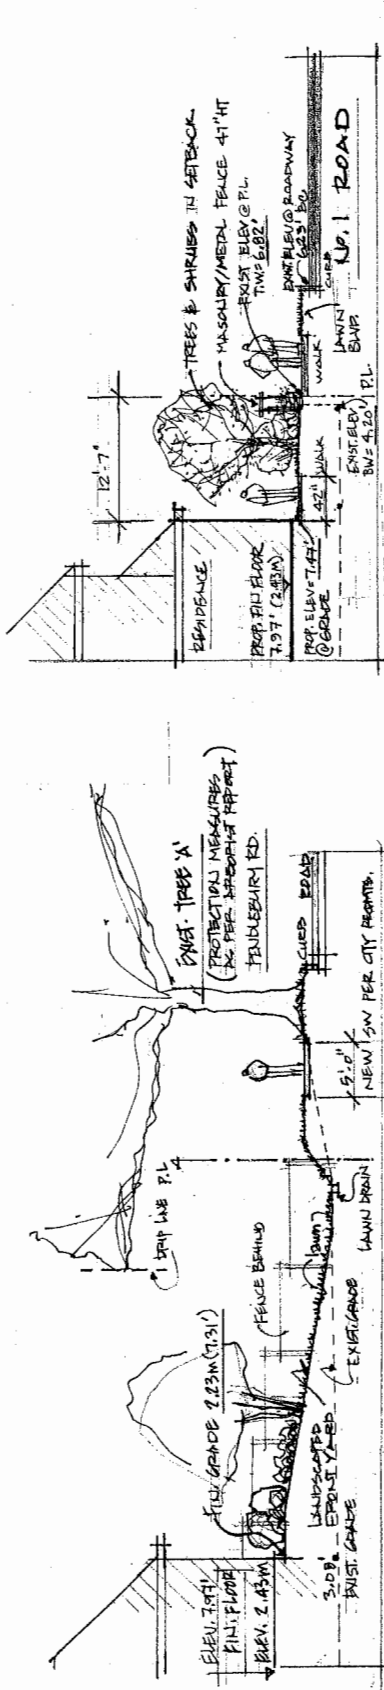 12'-7"
TREES & SHRUBS IN SETBACK.
MASONRY/METAL FENCE 47"HT
EXIST ELEV @ P.L.
T.W.= 6.82'
EXIST. ELEV @ ROADWAY
6.23' BC
RESIDENCE
PROP. FIN FLOOR
7.97' (2.43M)
PROP. ELEV= 7.47'
@ GRADE
42"
WALK
EXIST. ELEV
BW= 4.20'
P.L.
WALK
LAWN
BLVD.
CURB
No. 1 ROAD
EXIST. TREE 'A'
(PROTECTION MEASURES
AS PER ARBORIST REPORT)
PENDLEBURY RD.
DRIP LINE
P.L.
FIN. GRADE 2.23M (7.31')
FENCE BEHIND
ELEV. 7.97'
FIN. FLOOR
ELEV. 2.43M
LANDSCAPED
FRONT YARD
3.08'
EXIST. GRADE
EXIST. GRADE
LAWN DRAIN
CURB
ROAD
5'-0"
NEW SW PER CITY REQMTS.